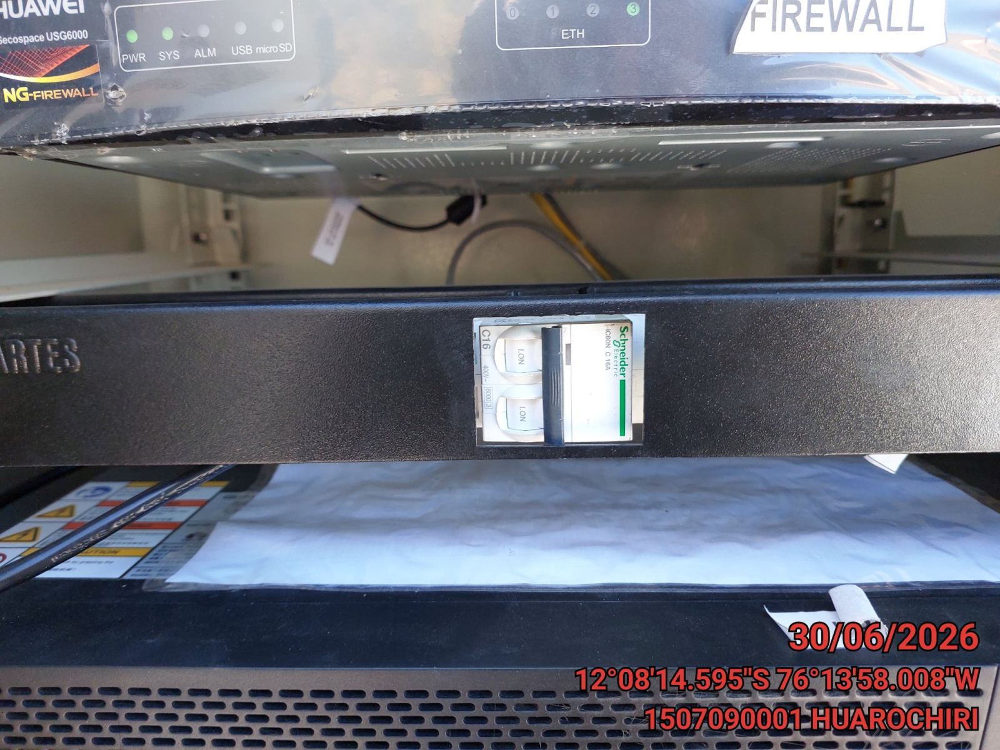 HUAWEI
Secospace USG6000
NG-FIREWALL
PWR SYS ALM USB micro SD
0 1 2 3
ETH
FIREWALL
ARTES
C16
400V~
6000 3
I.ON
I.ON
Schneider
Electric
iC60N C16A
CAUTION
30/06/2026
12°08'14.595"S 76°13'58.008"W
1507090001 HUAROCHIRI